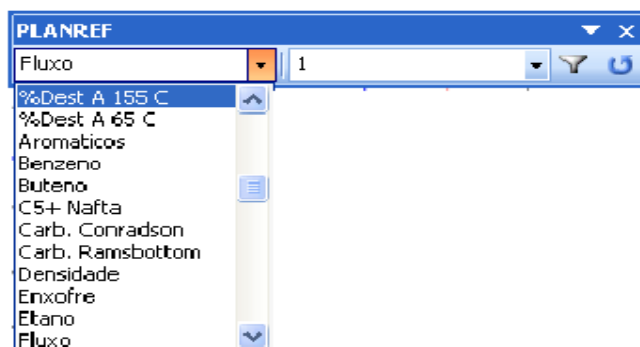 PLANREF
Fluxo 1
%Dest A 155 C
%Dest A 65 C
Aromaticos
Benzeno
Buteno
C5+ Nafta
Carb. Conradson
Carb. Ramsbottom
Densidade
Enxofre
Etano
Fluxo